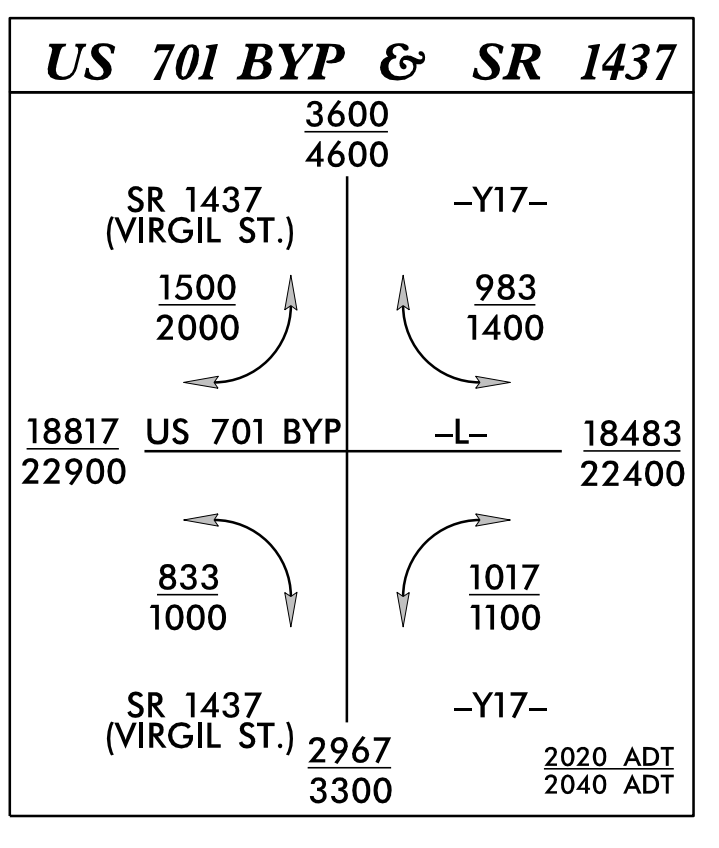 US 701 BYP & SR 1437
3600
4600
SR 1437
(VIRGIL ST.)
–Y17–
1500
2000
983
1400
18817
22900
US 701 BYP
–L–
18483
22400
833
1000
1017
1100
SR 1437
(VIRGIL ST.)
–Y17–
2967
3300
2020 ADT
2040 ADT